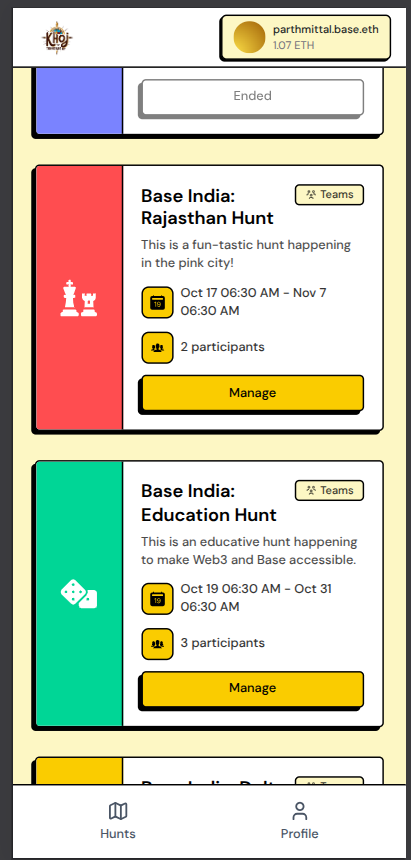 KHOJ
parthmittal.base.eth
1.07 ETH
Ended
Base India:
Rajasthan Hunt
Teams
This is a fun-tastic hunt happening
in the pink city!
19
Oct 17 06:30 AM - Nov 7
06:30 AM
2 participants
Manage
Base India:
Education Hunt
Teams
This is an educative hunt happening
to make Web3 and Base accessible.
19
Oct 19 06:30 AM - Oct 31
06:30 AM
3 participants
Manage
Hunts
Profile